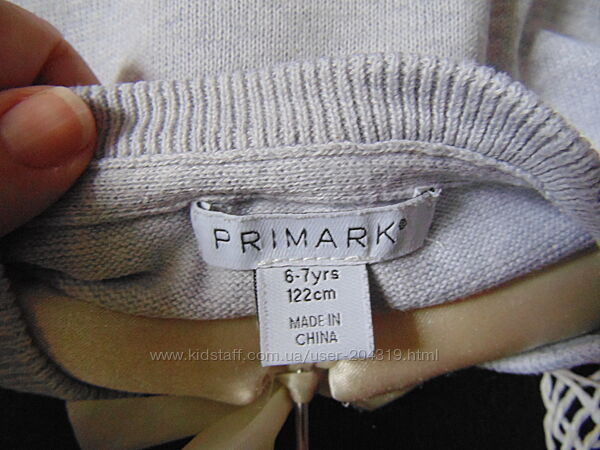 PRIMARK®
6-7yrs
122cm
MADE IN
CHINA
www.kidstaff.com.ua/user-204319.html